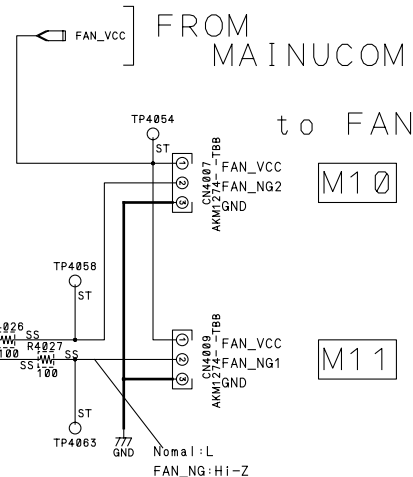 FAN_VCC
FROM
MAINUCOM
to FAN
TP4054
ST
1
2
3
CN4007
AKM1274- -TBB
FAN_VCC
FAN_NG2
GND
M10
TP4058
ST
4026
100
SS
R4027
SS
SS
100
1
2
3
CN4009
AKM1274- -TBB
FAN_VCC
FAN_NG1
GND
M11
ST
TP4063
GND
Nomal:L
FAN_NG:Hi-Z